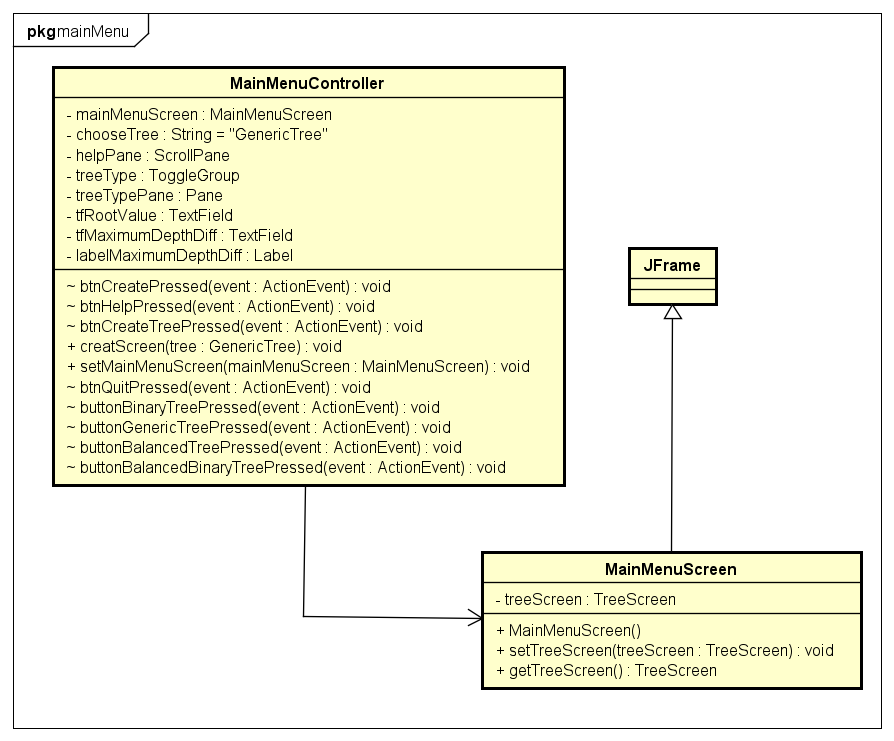 pkg mainMenu
MainMenuController
- mainMenuScreen : MainMenuScreen
- chooseTree : String = "GenericTree"
- helpPane : ScrollPane
- treeType : ToggleGroup
- treeTypePane : Pane
- tfRootValue : TextField
- tfMaximumDepthDiff : TextField
- labelMaximumDepthDiff : Label
~ btnCreatePressed(event : ActionEvent) : void
~ btnHelpPressed(event : ActionEvent) : void
~ btnCreateTreePressed(event : ActionEvent) : void
+ creatScreen(tree : GenericTree) : void
+ setMainMenuScreen(mainMenuScreen : MainMenuScreen) : void
~ btnQuitPressed(event : ActionEvent) : void
~ buttonBinaryTreePressed(event : ActionEvent) : void
~ buttonGenericTreePressed(event : ActionEvent) : void
~ buttonBalancedTreePressed(event : ActionEvent) : void
~ buttonBalancedBinaryTreePressed(event : ActionEvent) : void
JFrame
MainMenuScreen
- treeScreen : TreeScreen
+ MainMenuScreen()
+ setTreeScreen(treeScreen : TreeScreen) : void
+ getTreeScreen() : TreeScreen